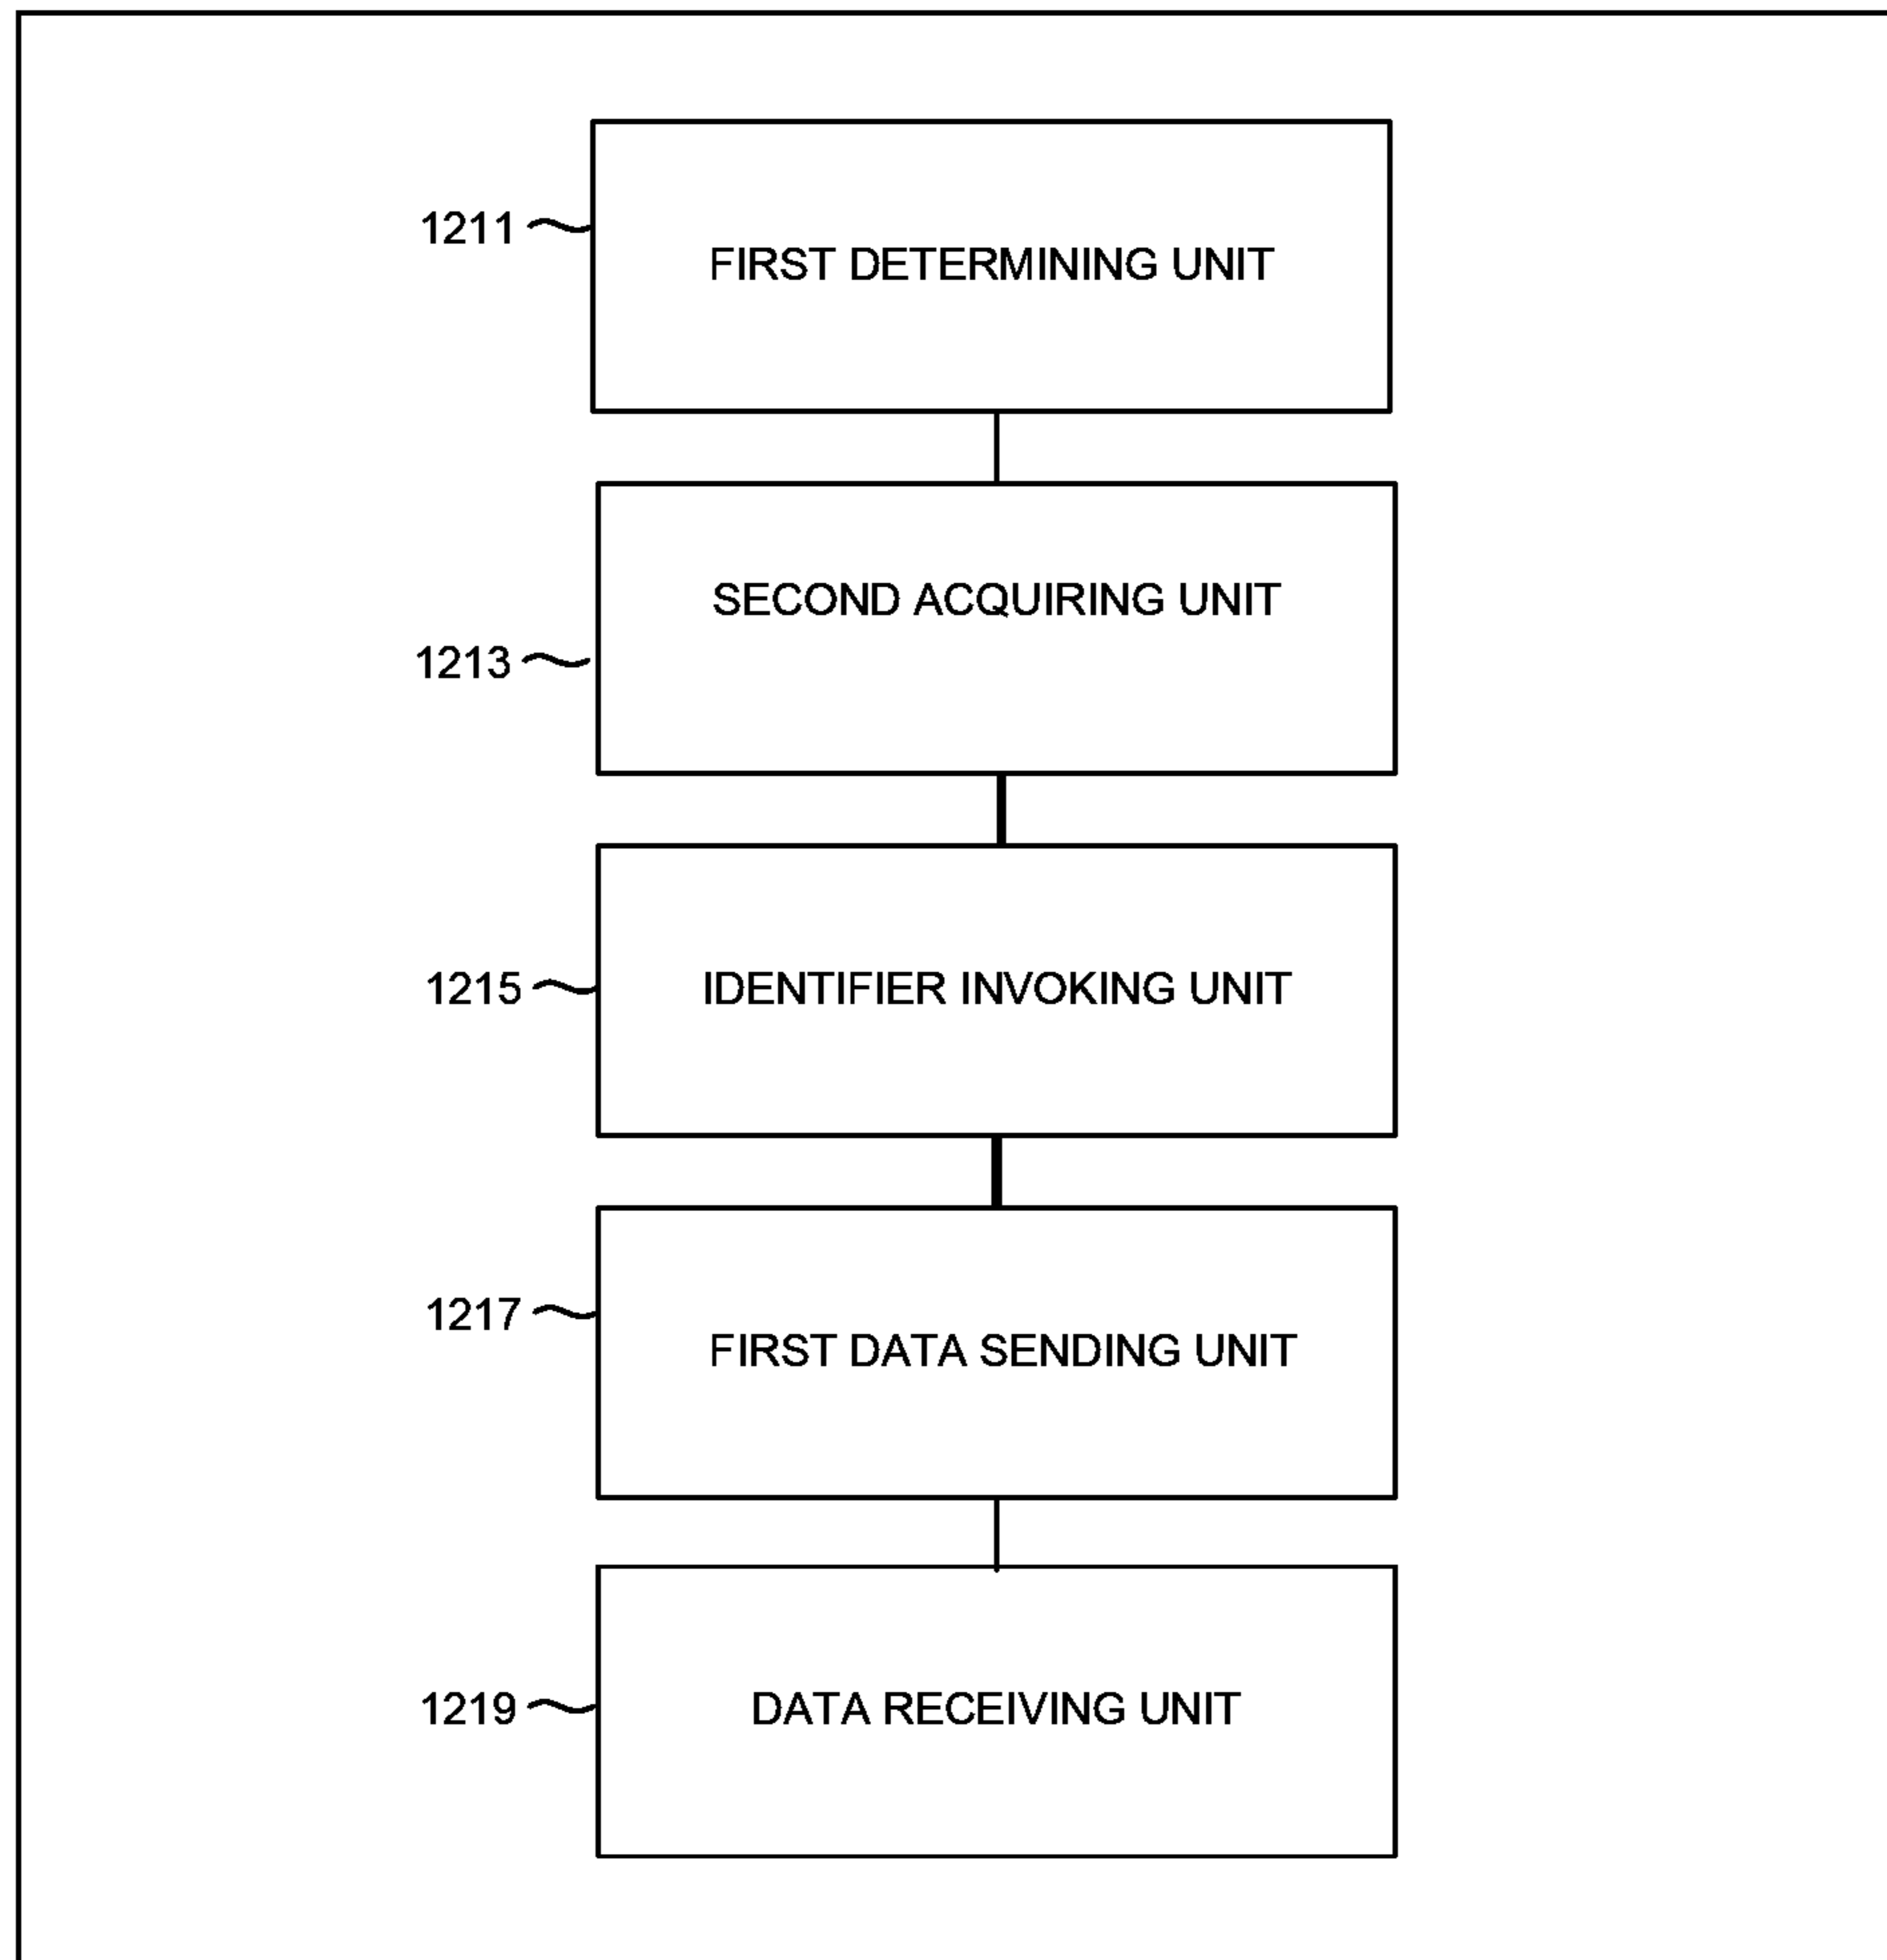 1211
FIRST DETERMINING UNIT
SECOND ACQUIRING UNIT
1213
1215
IDENTIFIER INVOKING UNIT
1217
FIRST DATA SENDING UNIT
1219
DATA RECEIVING UNIT